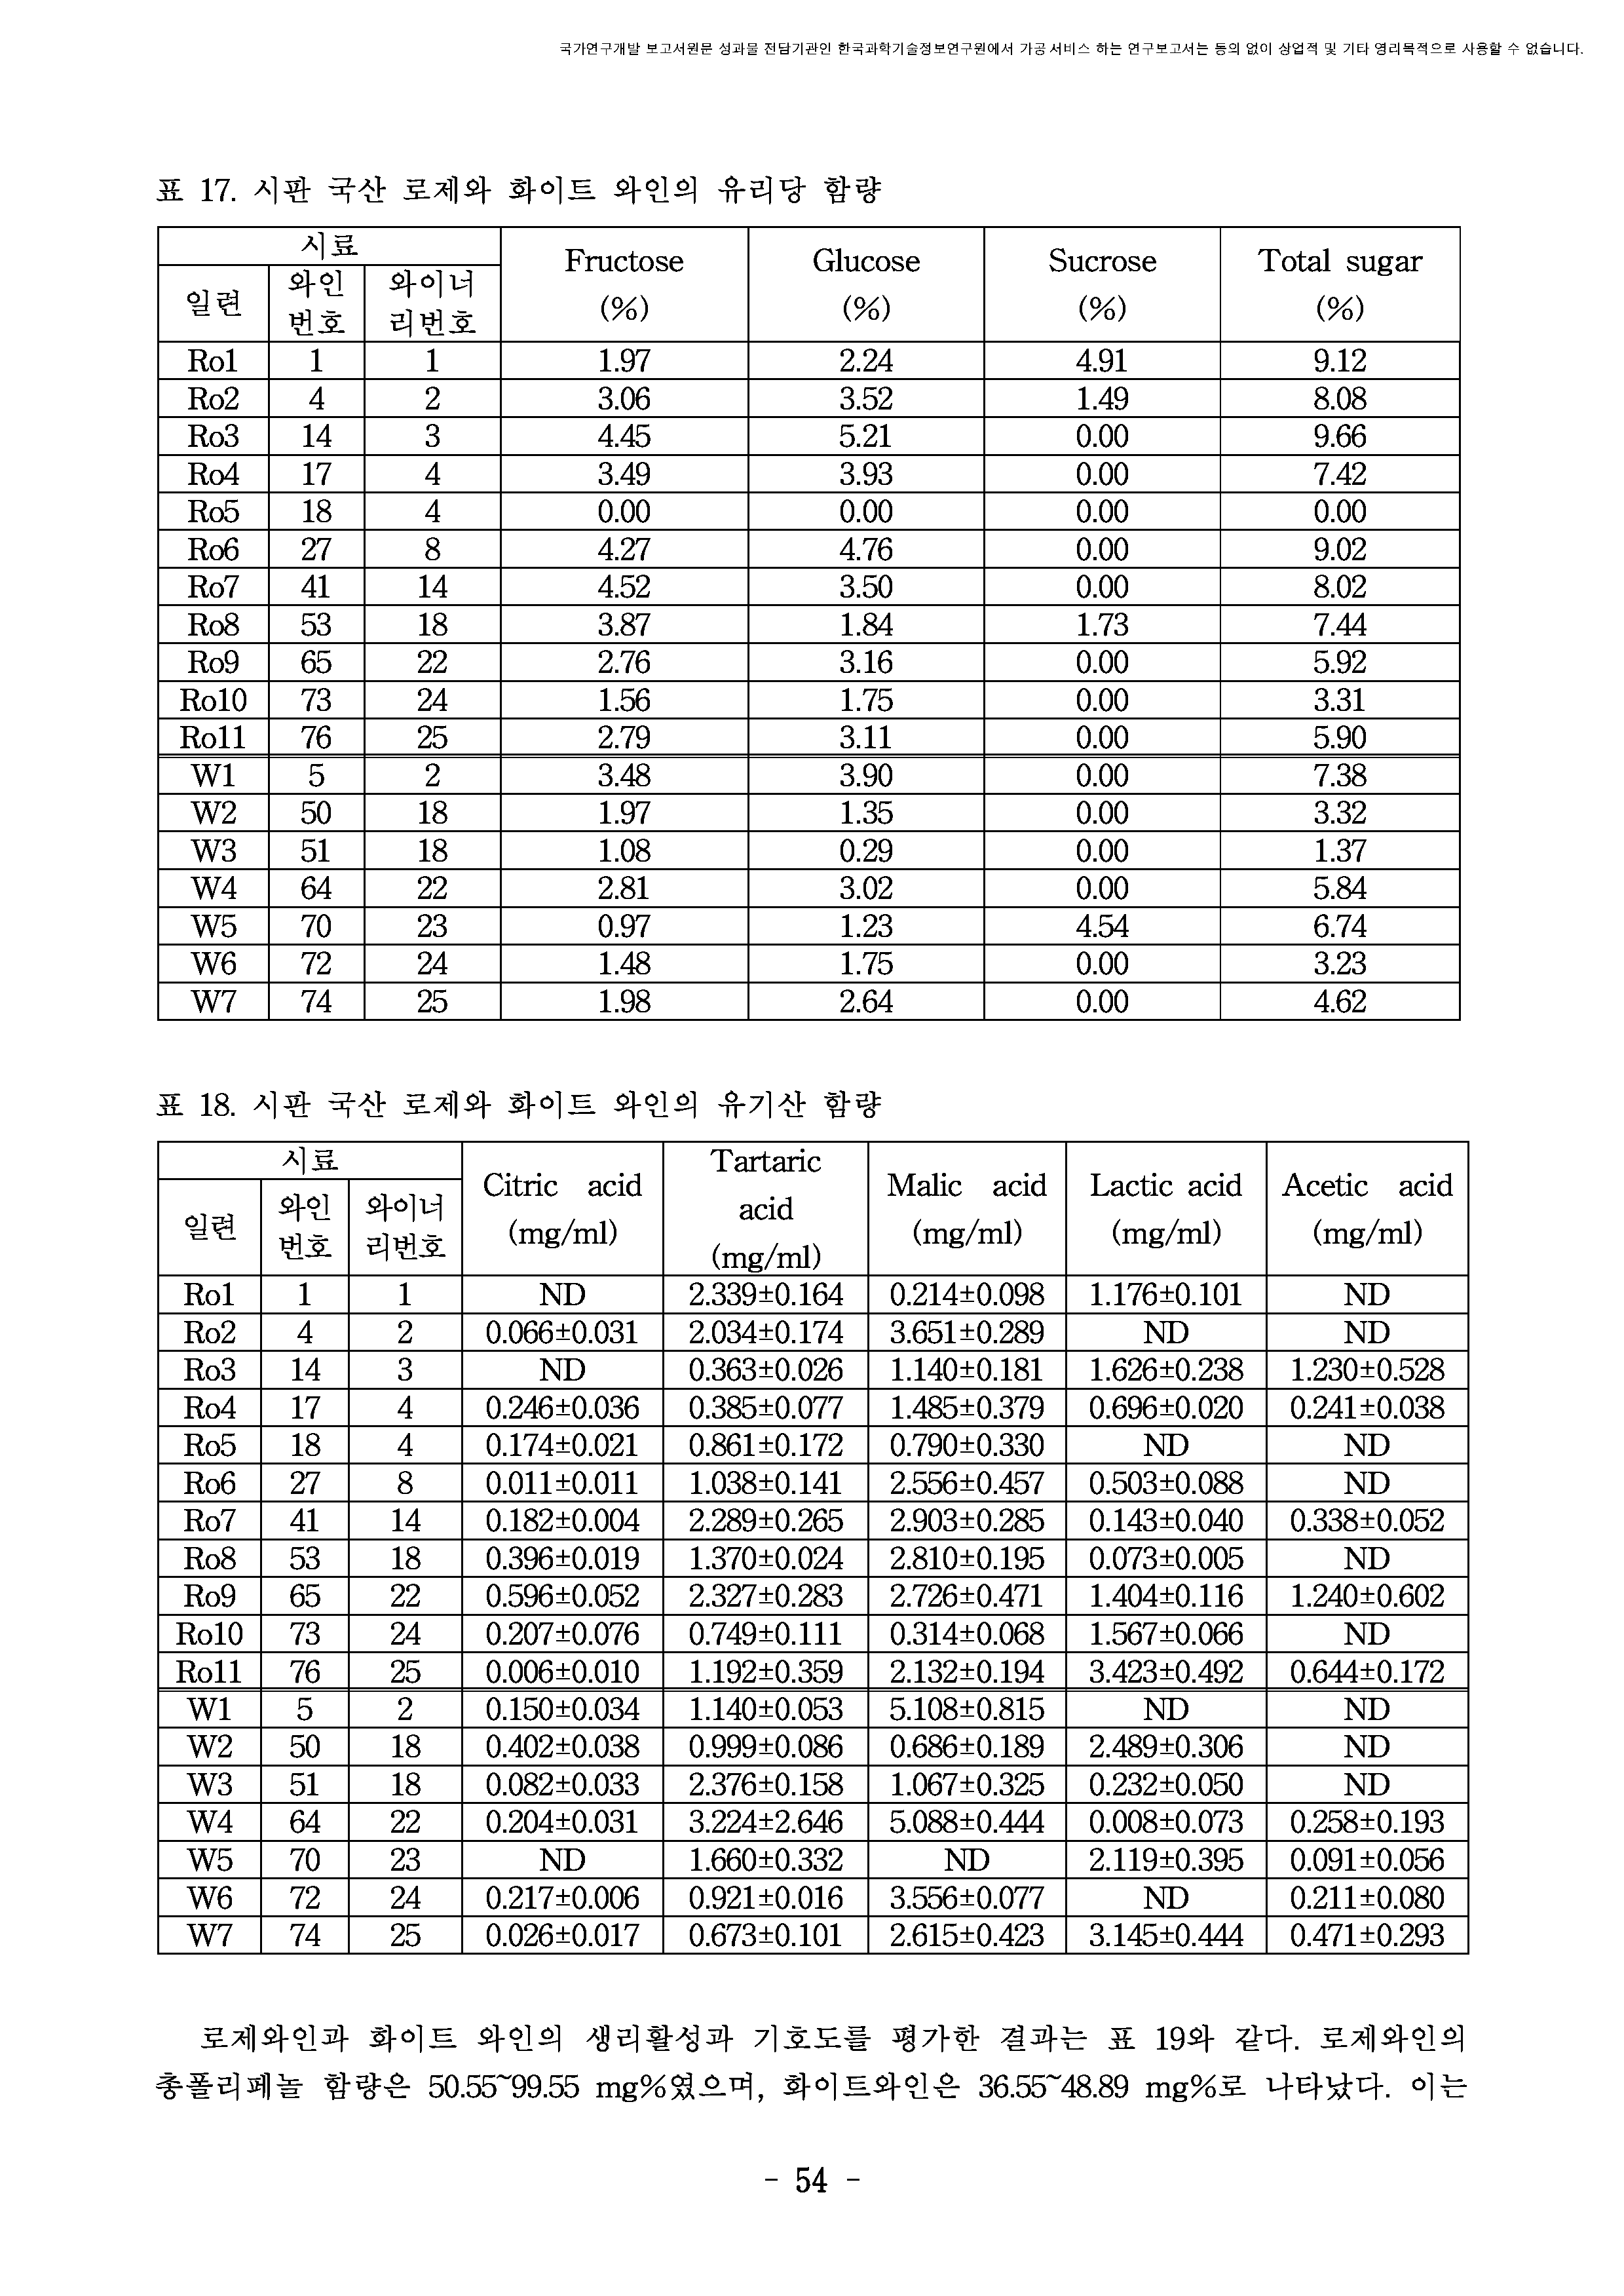 국가연구개발 보고서원문 성과물 전담기관인 한국과학기술정보연구원에서 가공·서비스 하는 연구보고서는 동의 없이 상업적 및 기타 영리목적으로 사용할 수 없습니다.
표 17. 시판 국산 로제와 화이트 와인의 유리당 함량
시료 Fructose (%) Glucose (%) Sucrose (%) Total sugar (%)
일련 와인번호 와이너리번호
Ro1 1 1 1.97 2.24 4.91 9.12
Ro2 4 2 3.06 3.52 1.49 8.08
Ro3 14 3 4.45 5.21 0.00 9.66
Ro4 17 4 3.49 3.93 0.00 7.42
Ro5 18 4 0.00 0.00 0.00 0.00
Ro6 27 8 4.27 4.76 0.00 9.02
Ro7 41 14 4.52 3.50 0.00 8.02
Ro8 53 18 3.87 1.84 1.73 7.44
Ro9 65 22 2.76 3.16 0.00 5.92
Ro10 73 24 1.56 1.75 0.00 3.31
Ro11 76 25 2.79 3.11 0.00 5.90
W1 5 2 3.48 3.90 0.00 7.38
W2 50 18 1.97 1.35 0.00 3.32
W3 51 18 1.08 0.29 0.00 1.37
W4 64 22 2.81 3.02 0.00 5.84
W5 70 23 0.97 1.23 4.54 6.74
W6 72 24 1.48 1.75 0.00 3.23
W7 74 25 1.98 2.64 0.00 4.62
표 18. 시판 국산 로제와 화이트 와인의 유기산 함량
시료 Citric acid (mg/ml) Tartaric acid (mg/ml) Malic acid (mg/ml) Lactic acid (mg/ml) Acetic acid (mg/ml)
일련 와인번호 와이너리번호
Ro1 1 1 ND 2.339±0.164 0.214±0.098 1.176±0.101 ND
Ro2 4 2 0.066±0.031 2.034±0.174 3.651±0.289 ND ND
Ro3 14 3 ND 0.363±0.026 1.140±0.181 1.626±0.238 1.230±0.528
Ro4 17 4 0.246±0.036 0.385±0.077 1.485±0.379 0.696±0.020 0.241±0.038
Ro5 18 4 0.174±0.021 0.861±0.172 0.790±0.330 ND ND
Ro6 27 8 0.011±0.011 1.038±0.141 2.556±0.457 0.503±0.088 ND
Ro7 41 14 0.182±0.004 2.289±0.265 2.903±0.285 0.143±0.040 0.338±0.052
Ro8 53 18 0.396±0.019 1.370±0.024 2.810±0.195 0.073±0.005 ND
Ro9 65 22 0.596±0.052 2.327±0.283 2.726±0.471 1.404±0.116 1.240±0.602
Ro10 73 24 0.207±0.076 0.749±0.111 0.314±0.068 1.567±0.066 ND
Ro11 76 25 0.006±0.010 1.192±0.359 2.132±0.194 3.423±0.492 0.644±0.172
W1 5 2 0.150±0.034 1.140±0.053 5.108±0.815 ND ND
W2 50 18 0.402±0.038 0.999±0.086 0.686±0.189 2.489±0.306 ND
W3 51 18 0.082±0.033 2.376±0.158 1.067±0.325 0.232±0.050 ND
W4 64 22 0.204±0.031 3.224±2.646 5.088±0.444 0.008±0.073 0.258±0.193
W5 70 23 ND 1.660±0.332 ND 2.119±0.395 0.091±0.056
W6 72 24 0.217±0.006 0.921±0.016 3.556±0.077 ND 0.211±0.080
W7 74 25 0.026±0.017 0.673±0.101 2.615±0.423 3.145±0.444 0.471±0.293
로제와인과 화이트 와인의 생리활성과 기호도를 평가한 결과는 표 19와 같다. 로제와인의
총폴리페놀 함량은 50.55~99.55 mg%였으며, 화이트와인은 36.55~48.89 mg%로 나타났다. 이는
- 54 -